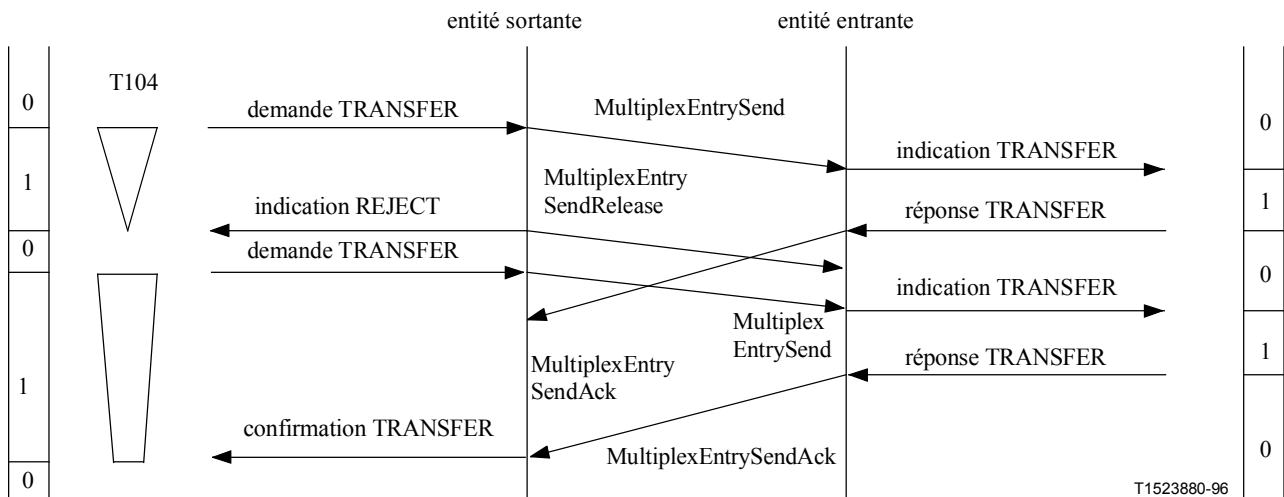 entité sortante
entité entrante
T104
0
demande TRANSFER
MultiplexEntrySend
0
indication TRANSFER
1
MultiplexEntry
SendRelease
indication REJECT
réponse TRANSFER
1
0
demande TRANSFER
0
indication TRANSFER
Multiplex
EntrySend
réponse TRANSFER
1
1
MultiplexEntry
SendAck
confirmation TRANSFER
MultiplexEntrySendAck
0
0
T1523880-96